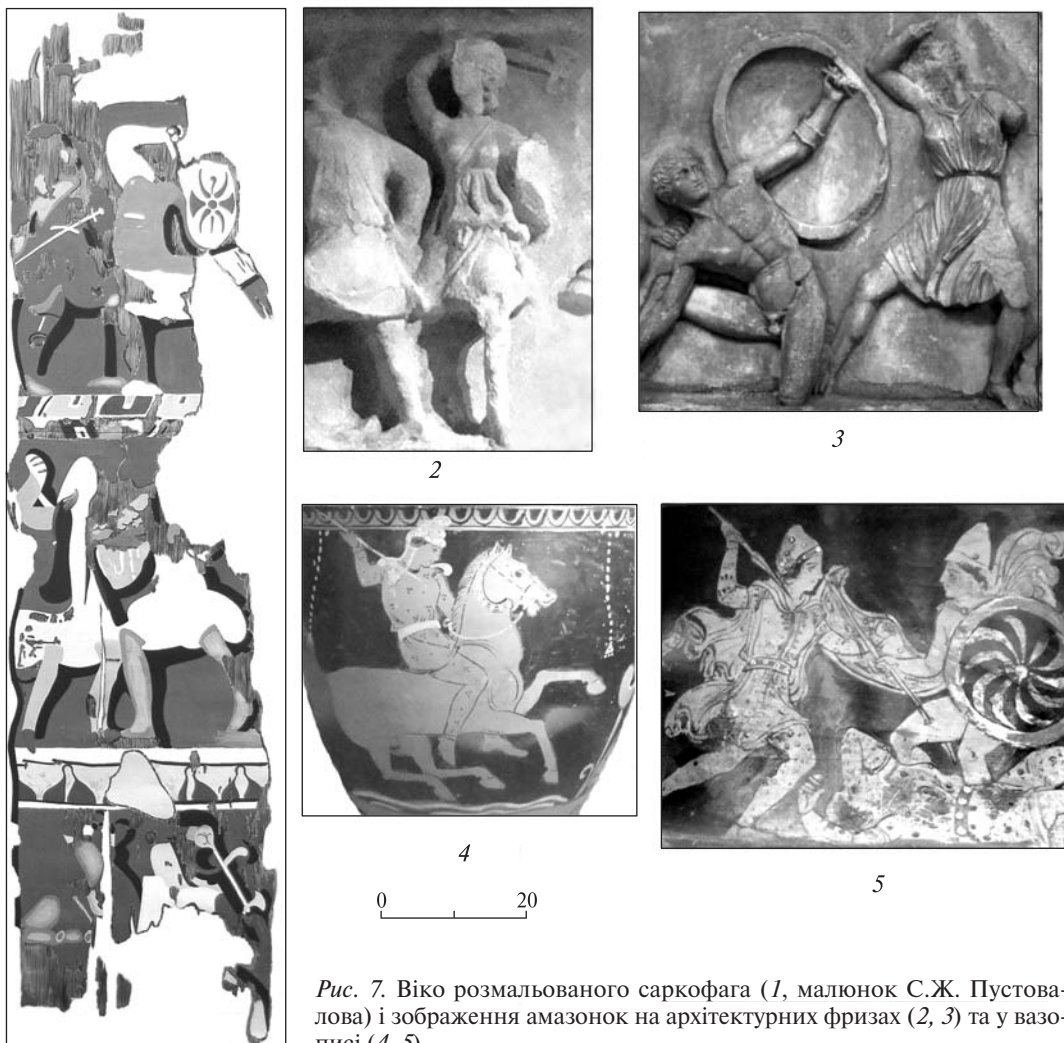 2
3
4
5
0 20
Рис. 7. Віко розмальованого саркофага (1, малюнок С.Ж. Пустова-
лова) і зображення амазонок на архітектурних фризах (2, 3) та у вазо-
писі (4, 5)